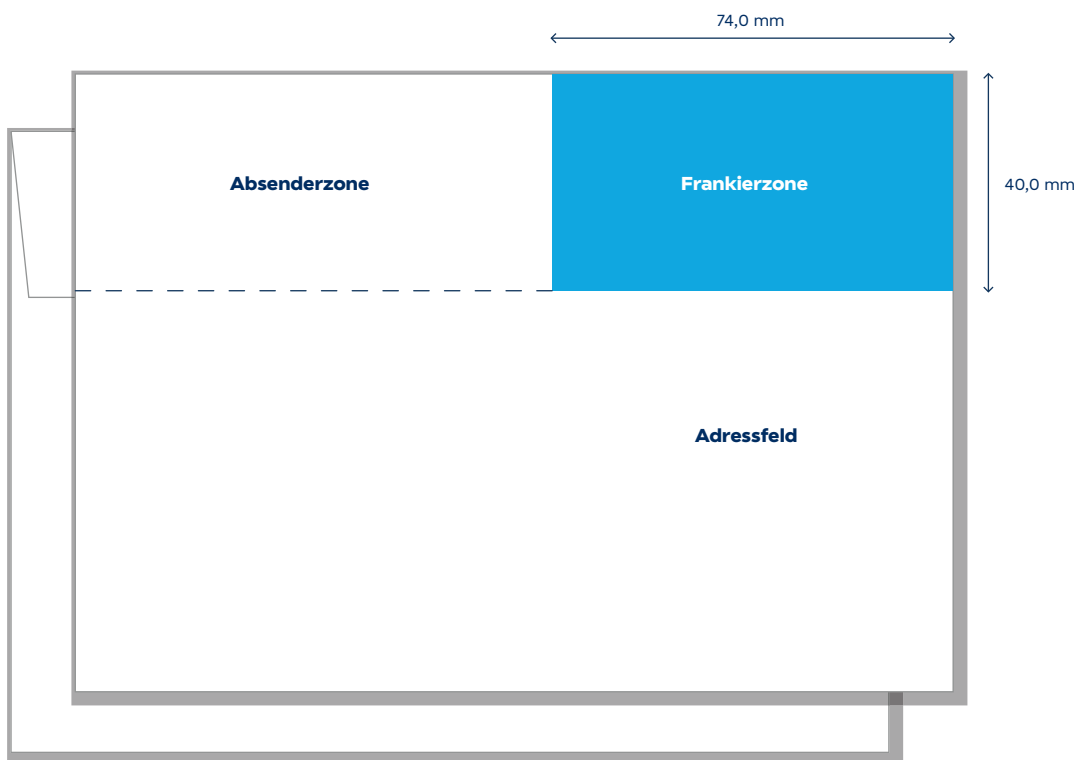 74,0 mm
Absenderzone
Frankierzone
40,0 mm
Adressfeld